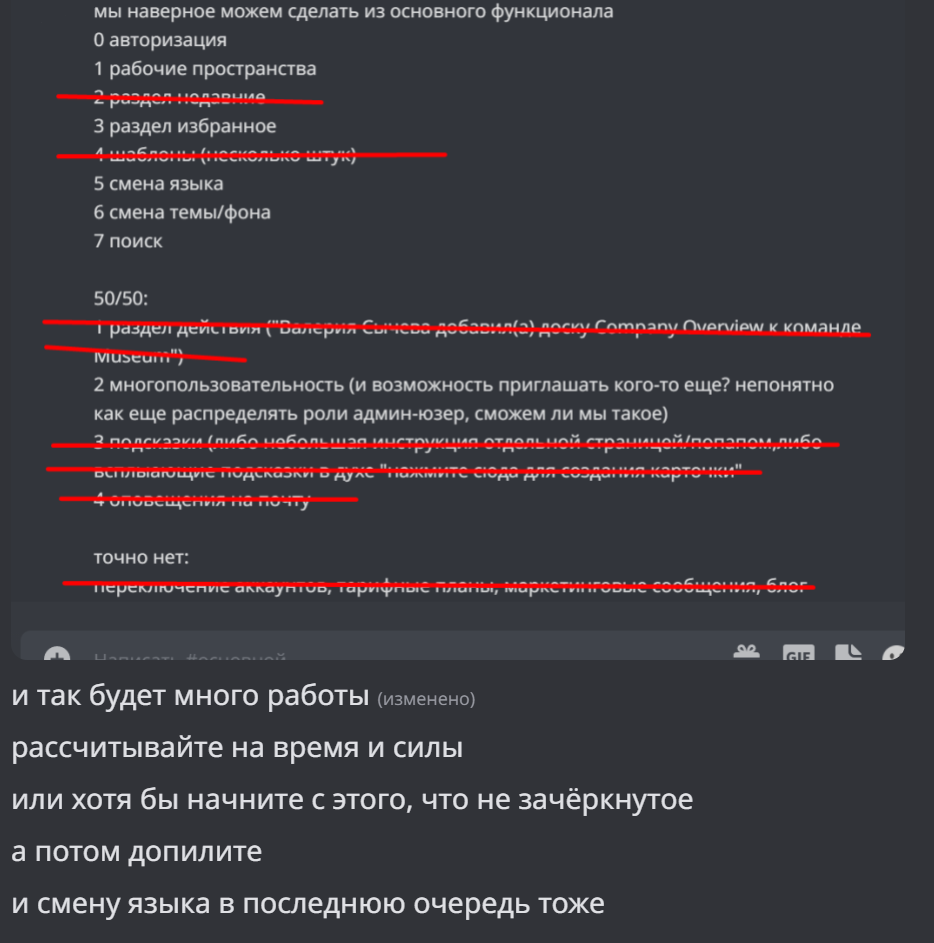 мы наверное можем сделать из основного функционала
0 авторизация
1 рабочие пространства
2 раздел недавние
3 раздел избранное
4 шаблоны (несколько штук)
5 смена языка
6 смена темы/фона
7 поиск
50/50:
1 раздел действия ("Валерия Сычева добавил(а) доску Company Overview к команде
Museum")
2 многопользовательность (и возможность приглашать кого-то еще? непонятно
как еще распределять роли админ-юзер, сможем ли мы такое)
3 подсказки (либо небольшая инструкция отдельной страницей/попапом,либо
всплывающие подсказки в духе "нажмите сюда для создания карточки"
4 оповещения на почту
точно нет:
переключение аккаунтов, тарифные планы, маркетинговые сообщения, блог
Написать #основной
GIF
и так будет много работы (изменено)
рассчитывайте на время и силы
или хотя бы начните с этого, что не зачёркнутое
а потом допилите
и смену языка в последнюю очередь тоже